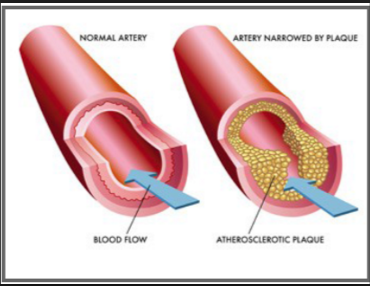 NORMAL ARTERY
ARTERY NARROWED BY PLAQUE
BLOOD FLOW
ATHEROSCLEROTIC PLAQUE